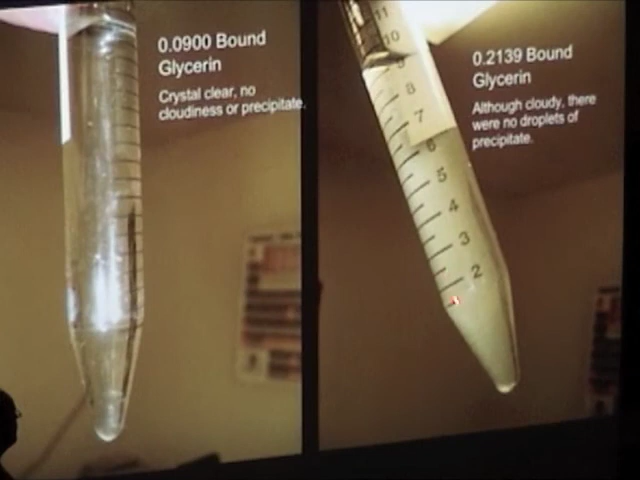 0.0900 Bound
Glycerin
Crystal clear, no
cloudiness or precipitate.
0.2139 Bound
Glycerin
Although cloudy, there
were no droplets of
precipitate.
11
10
9
8
7
6
5
4
3
2